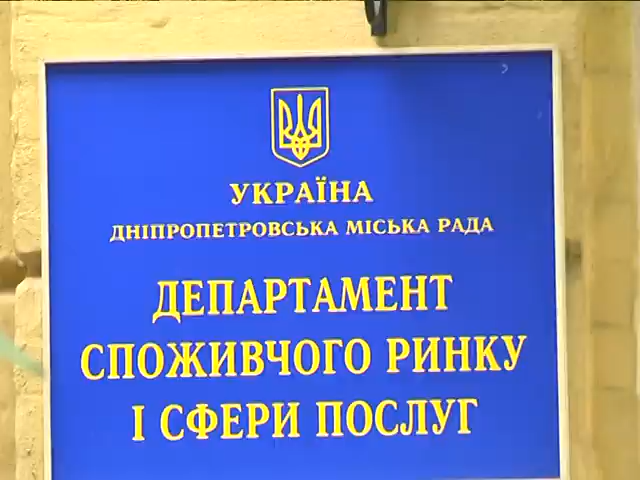 УКРАЇНА
ДНІПРОПЕТРОВСЬКА МІСЬКА РАДА
ДЕПАРТАМЕНТ
СПОЖИВЧОГО РИНКУ
І СФЕРИ ПОСЛУГ